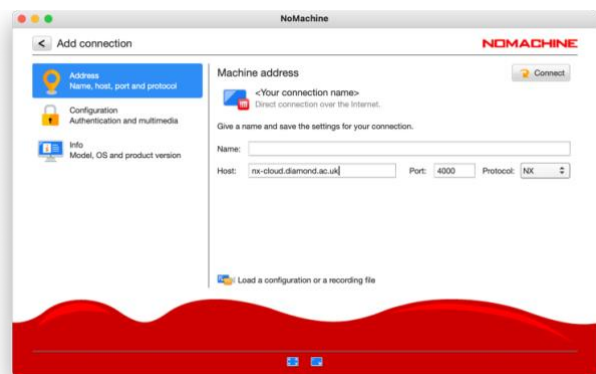 NoMachine
Add connection
NOMACHINE
Address
Name, host, port and protocol
Configuration
Authentication and multimedia
Info
Model, OS and product version
Machine address
Connect
<Your connection name>
Direct connection over the Internet.
Give a name and save the settings for your connection.
Name:
Host: nx-cloud.diamond.ac.uk Port: 4000 Protocol: NX
Load a configuration or a recording file